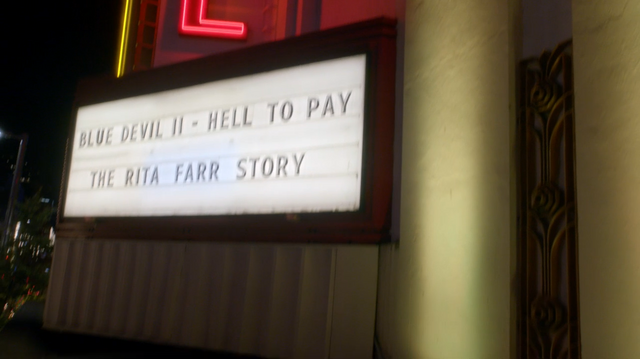 L
BLUE DEVIL II - HELL TO PAY
THE RITA FARR STORY